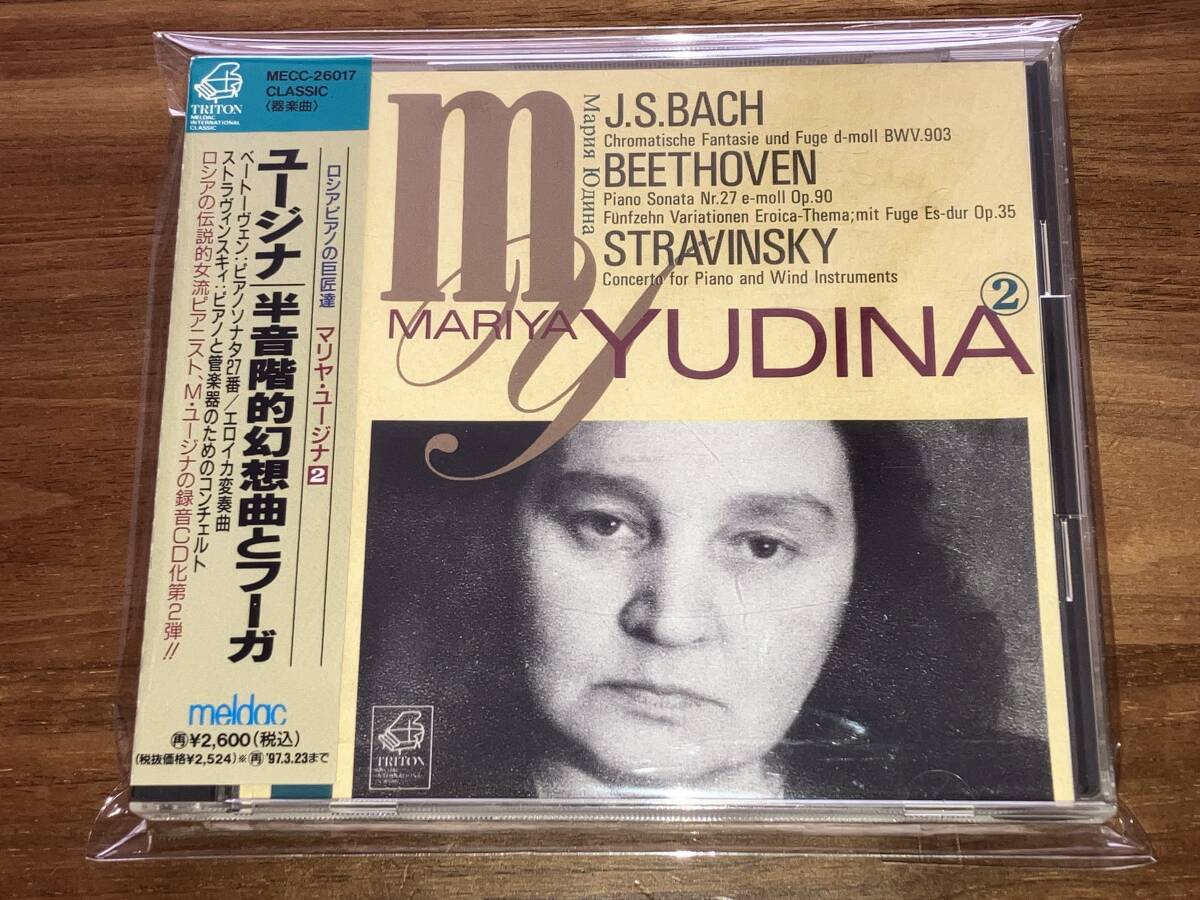 TRITON
MELDAC
INTERNATIONAL
CLASSIC
MECC-26017
CLASSIC
〈器楽曲〉
ロシアピアノの巨匠達 マリヤ・ユージナ2
ユージナ/半音階的幻想曲とフーガ
ベートーヴェン:ピアノソナタ27番/エロイカ変奏曲
ストラヴィンスキィ:ピアノと管楽器のためのコンチェルト
ロシアの伝説的女流ピアニスト、M・ユージナの録音CD化第2弾!!
meldac
再¥2,600(税込)
(税抜価格¥2,524)※再'97.3.23まで
my
Мария Юдина
J.S.BACH
Chromatische Fantasie und Fuge d-moll BWV.903
BEETHOVEN
Piano Sonata Nr.27 e-moll Op.90
Fünfzehn Variationen Eroica-Thema;mit Fuge Es-dur Op.35
STRAVINSKY
Concerto for Piano and Wind Instruments
2
MARIYA YUDINA
TRITON
MELDAC
INTERNATIONAL
CLASSIC